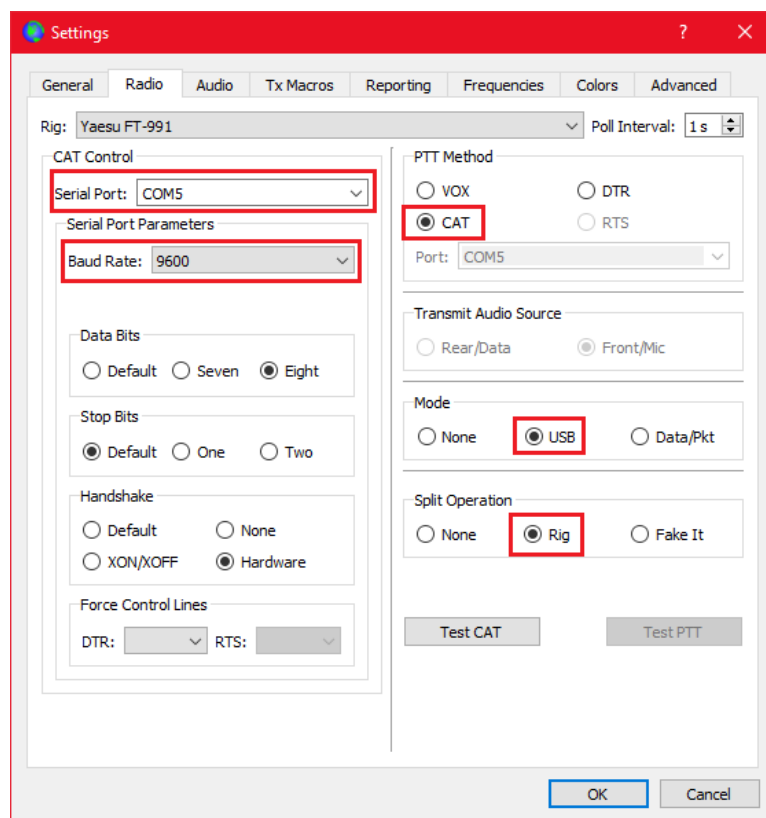 Settings
General Radio Audio Tx Macros Reporting Frequencies Colors Advanced
Rig: Yaesu FT-991 Poll Interval: 1 s
CAT Control
Serial Port: COM5
Serial Port Parameters
Baud Rate: 9600
Data Bits
Default Seven Eight
Stop Bits
Default One Two
Handshake
Default None
XON/XOFF Hardware
Force Control Lines
DTR: RTS:
PTT Method
VOX DTR
CAT RTS
Port: COM5
Transmit Audio Source
Rear/Data Front/Mic
Mode
None USB Data/Pkt
Split Operation
None Rig Fake It
Test CAT Test PTT
OK Cancel